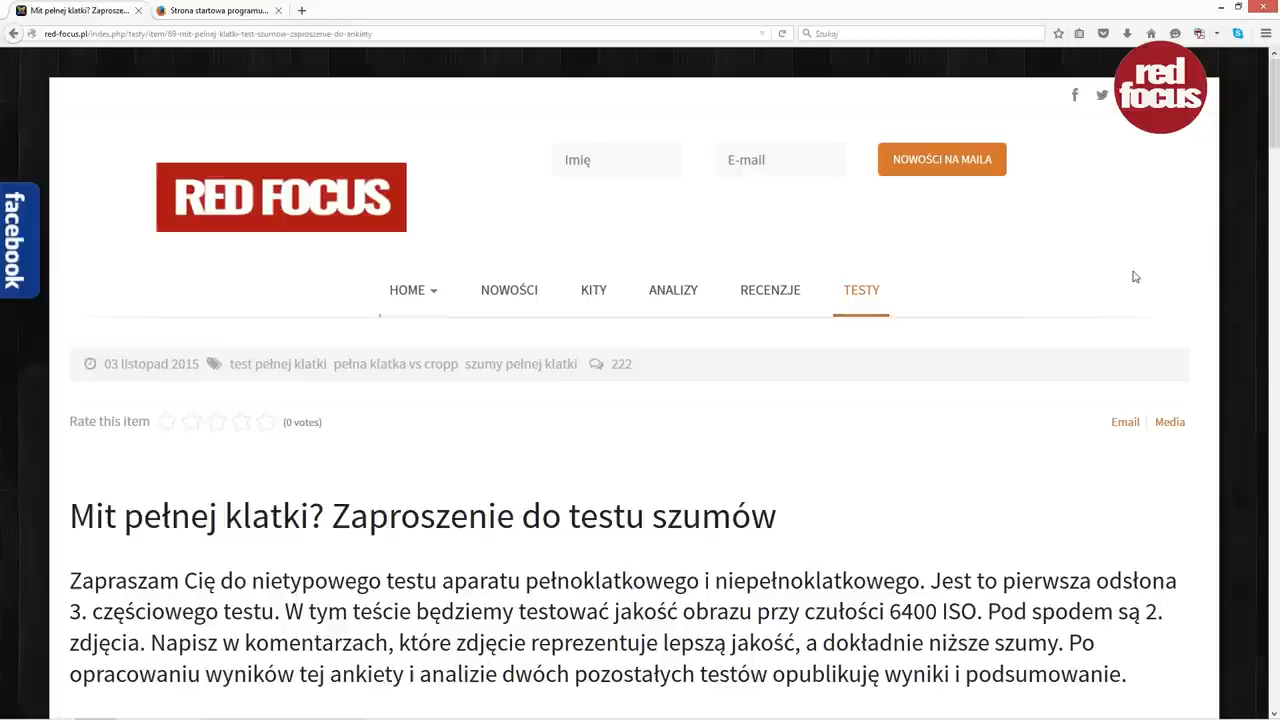 Mit pełnej klatki? Zaprosze...
Strona startowa programu...
red-focus.pl/index.php/testy/item/69-mit-pelnej-klatki-test-szumow-zaproszenie-do-ankiety
Szukaj
red
focus
Imię
E-mail
NOWOŚCI NA MAILA
RED FOCUS
facebook
HOME
NOWOŚCI
KITY
ANALIZY
RECENZJE
TESTY
03 listopad 2015 test pełnej klatki pełna klatka vs cropp szumy pełnej klatki 222
Rate this item (0 votes)
Email
Media
Mit pełnej klatki? Zaproszenie do testu szumów
Zapraszam Cię do nietypowego testu aparatu pełnoklatkowego i niepełnoklatkowego. Jest to pierwsza odsłona
3. częściowego testu. W tym teście będziemy testować jakość obrazu przy czułości 6400 ISO. Pod spodem są 2.
zdjęcia. Napisz w komentarzach, które zdjęcie reprezentuje lepszą jakość, a dokładnie niższe szumy. Po
opracowaniu wyników tej ankiety i analizie dwóch pozostałych testów opublikuję wyniki i podsumowanie.